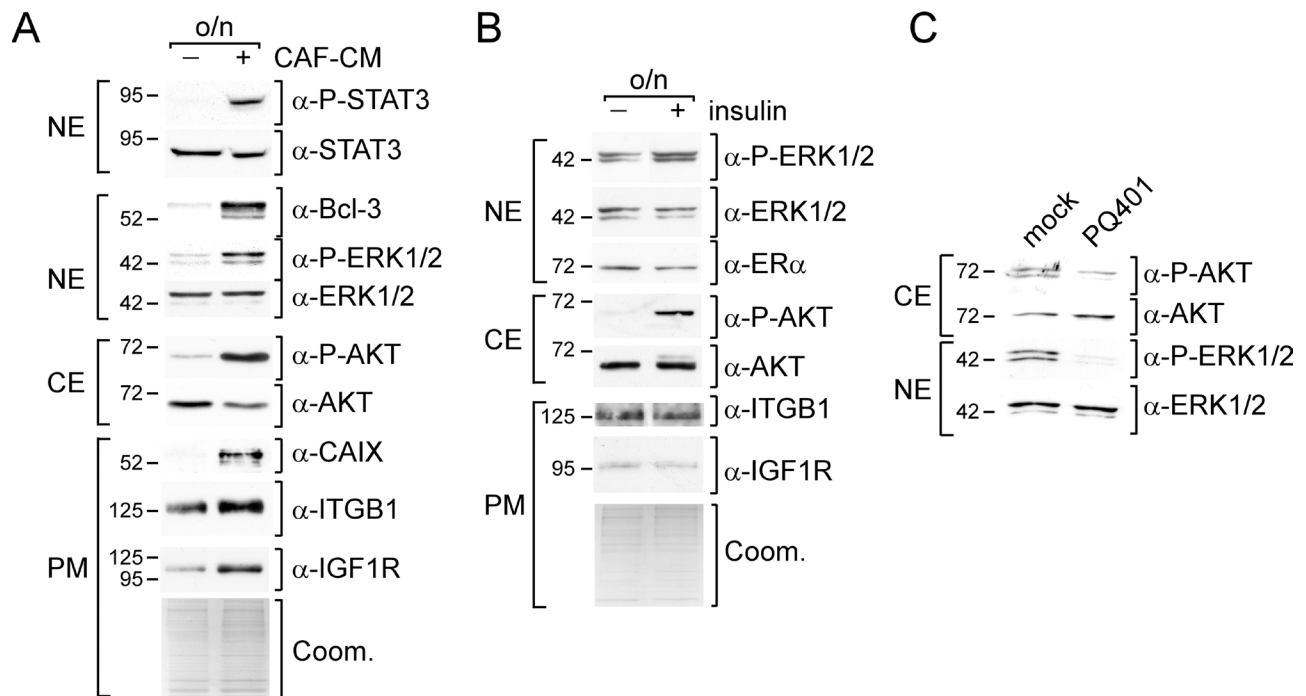 A
o/n
– + CAF-CM
NE
95 α-P-STAT3
95 α-STAT3
NE
52 α-Bcl-3
42 α-P-ERK1/2
42 α-ERK1/2
CE
72 α-P-AKT
72 α-AKT
PM
52 α-CAIX
125 α-ITGB1
125
95 α-IGF1R
Coom.
B
o/n
– + insulin
NE
42 α-P-ERK1/2
42 α-ERK1/2
72 α-ERα
CE
72 α-P-AKT
72 α-AKT
PM
125 α-ITGB1
95 α-IGF1R
Coom.
C
mock PQ401
CE
72 α-P-AKT
72 α-AKT
NE
42 α-P-ERK1/2
42 α-ERK1/2